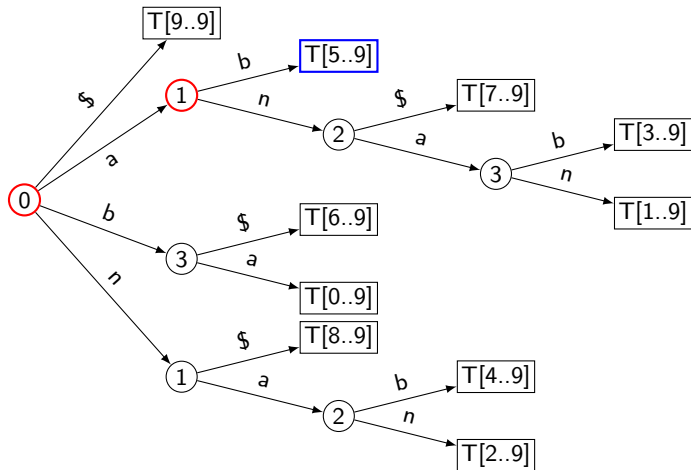 T[9..9]
$
b
T[5..9]
1
n
$
T[7..9]
a
2
a
b
T[3..9]
3
n
T[1..9]
0
b
$
T[6..9]
3
a
T[0..9]
n
$
T[8..9]
1
a
b
T[4..9]
2
n
T[2..9]